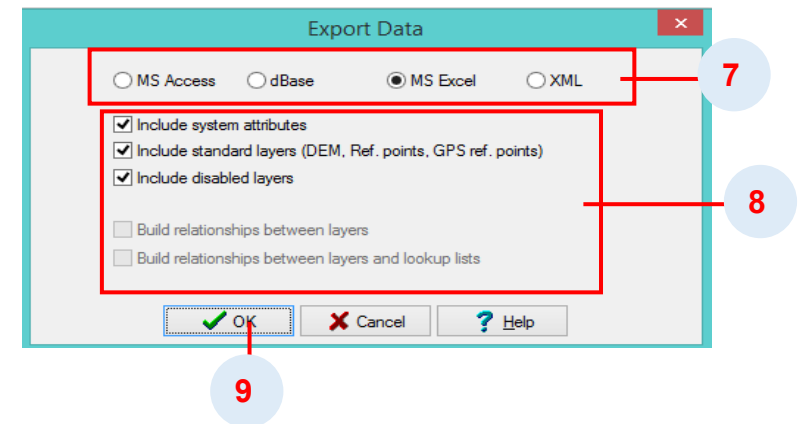 Export Data
×
MS Access dBase MS Excel XML
7
Include system attributes
Include standard layers (DEM, Ref. points, GPS ref. points)
Include disabled layers
8
Build relationships between layers
Build relationships between layers and lookup lists
OK Cancel ? Help
9